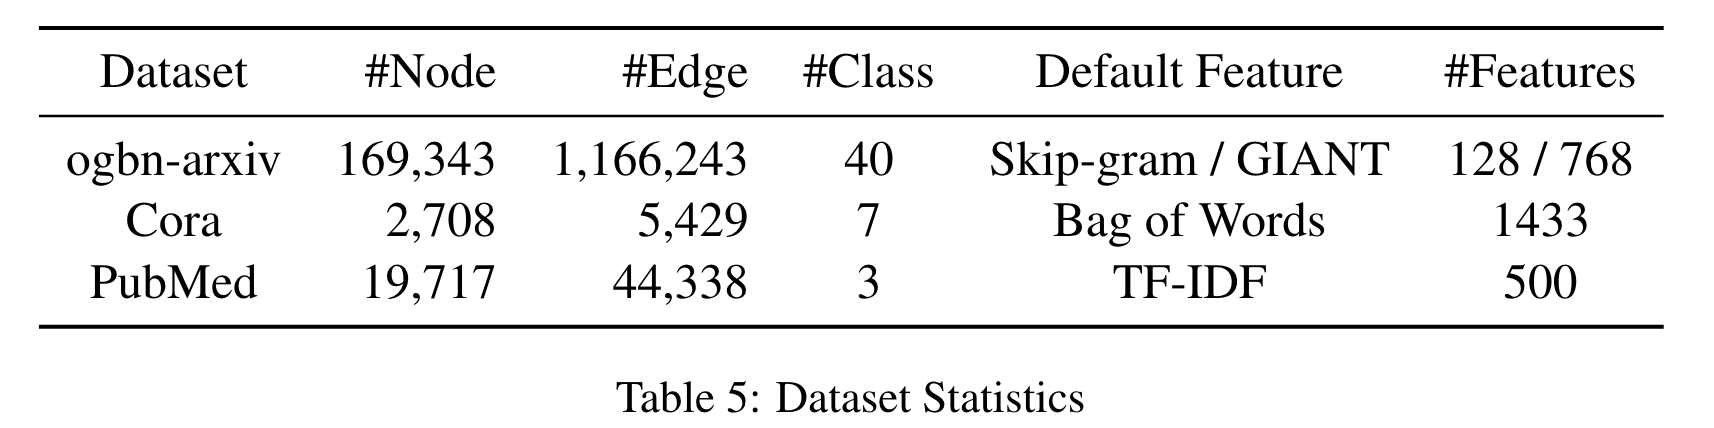 Dataset #Node #Edge #Class Default Feature #Features
ogbn-arxiv 169,343 1,166,243 40 Skip-gram / GIANT 128 / 768
Cora 2,708 5,429 7 Bag of Words 1433
PubMed 19,717 44,338 3 TF-IDF 500
Table 5: Dataset Statistics